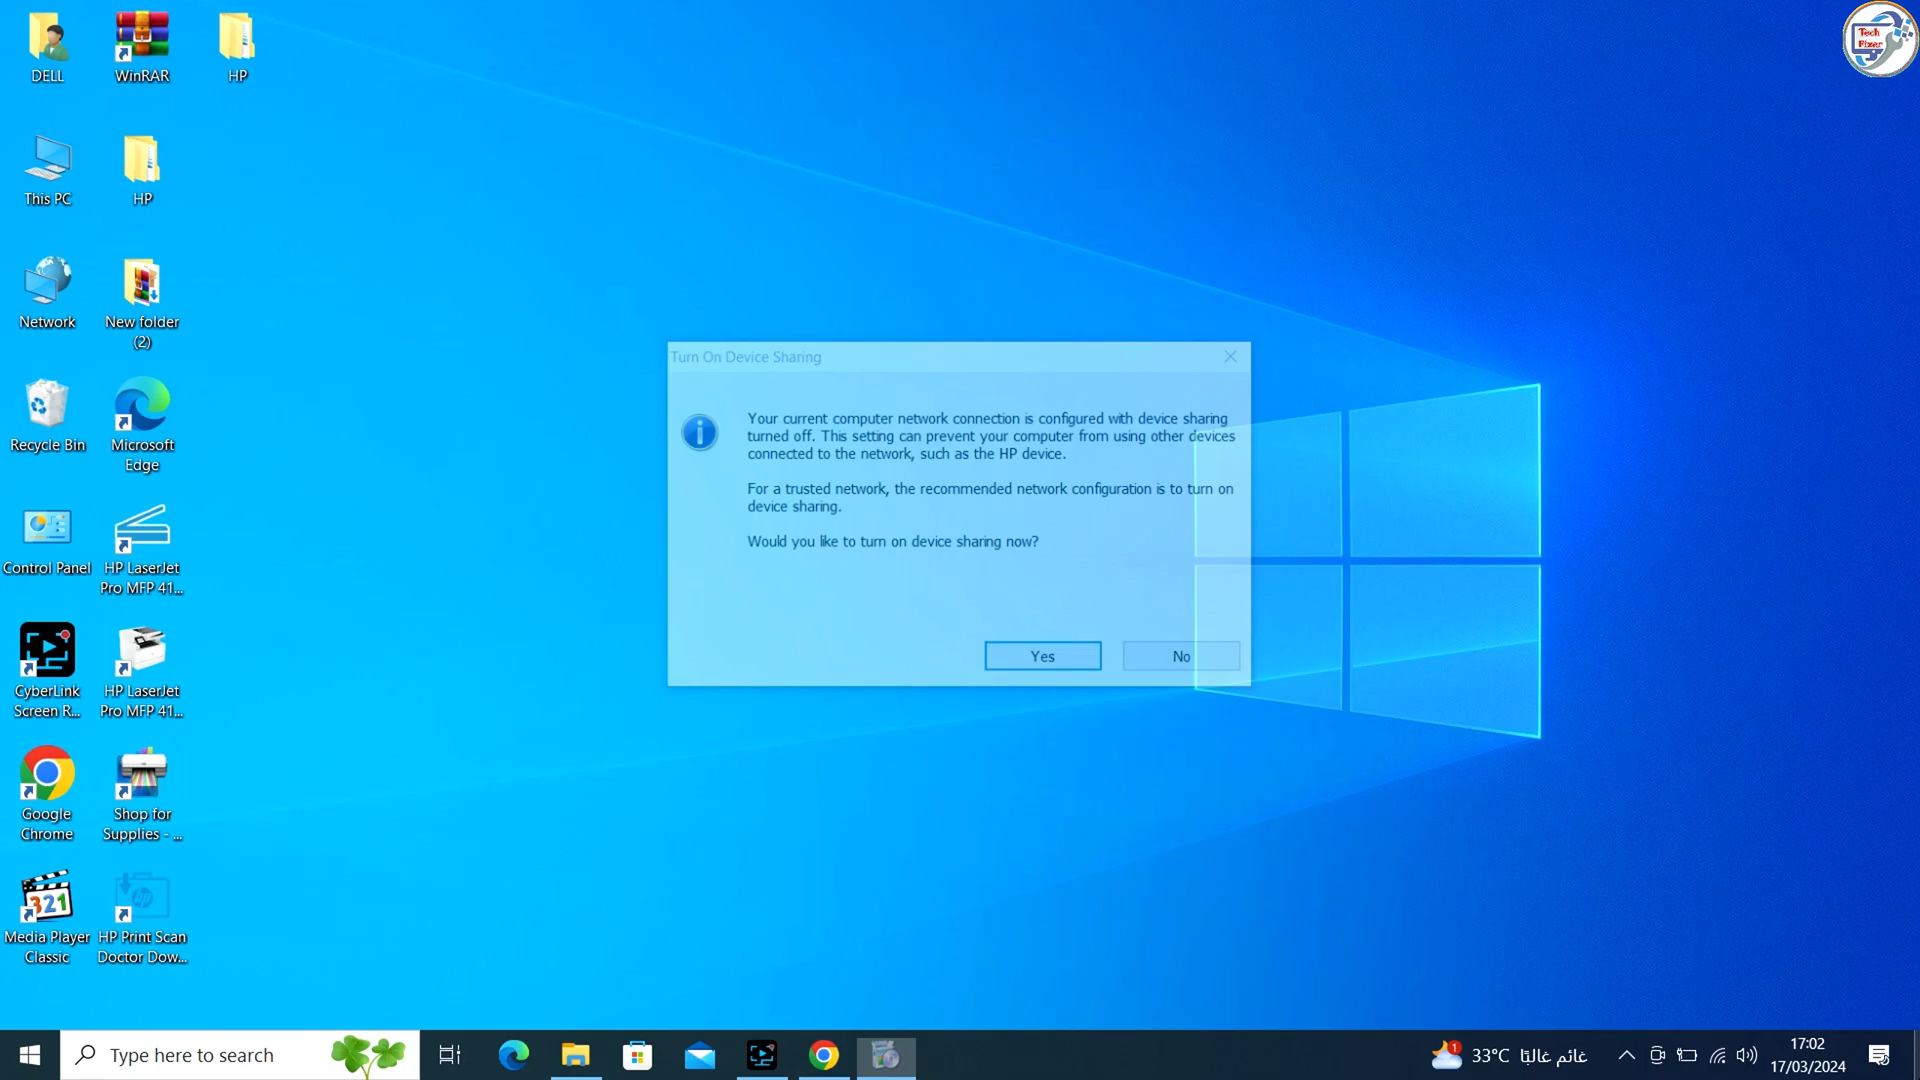 DELL
WinRAR
HP
This PC
HP
Network
New folder
(2)
Recycle Bin
Microsoft
Edge
Control Panel
HP LaserJet
Pro MFP 41...
CyberLink
Screen R...
HP LaserJet
Pro MFP 41...
Google
Chrome
Shop for
Supplies - ...
Media Player
Classic
HP Print Scan
Doctor Dow...
Tech
Fixer
Turn On Device Sharing
Your current computer network connection is configured with device sharing
turned off. This setting can prevent your computer from using other devices
connected to the network, such as the HP device.
For a trusted network, the recommended network configuration is to turn on
device sharing.
Would you like to turn on device sharing now?
Yes
No
321
Type here to search
1
33°C غائم غالبًا
17:02
17/03/2024